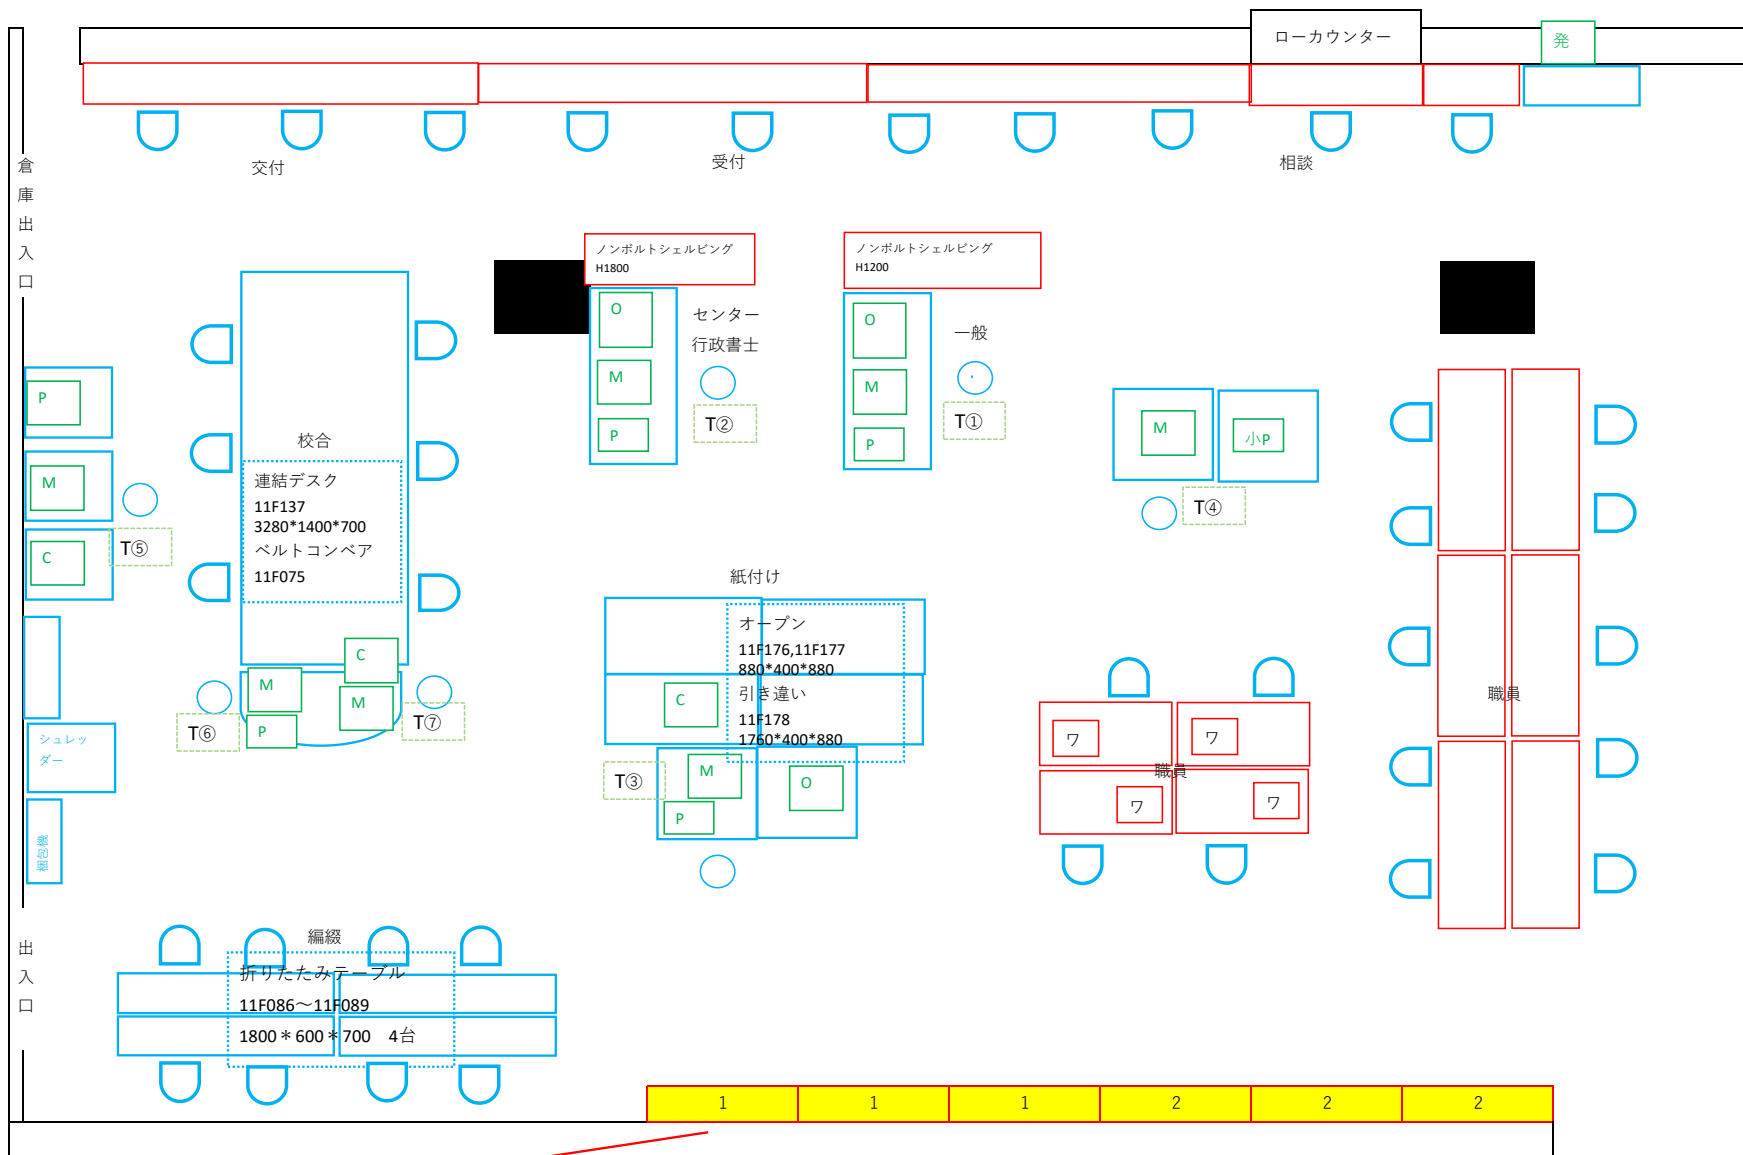 ローカウンター
発
交付
受付
相談
倉庫出入口
ノンボルトシェルビング
H1800
ノンボルトシェルビング
H1200
O
M
P
センター
行政書士
T②
O
M
P
一般
T①
M
小P
T④
P
M
C
T⑤
校合
連結デスク
11F137
3280*1400*700
ベルトコンベア
11F075
C
M
M
P
T⑥
T⑦
シュレッ
ダー
梱包機
紙付け
オープン
11F176,11F177
880*400*880
引き違い
11F178
1760*400*880
C
M
P
O
T③
ワ
ワ
職員
ワ
ワ
職員
出入口
編綴
折りたたみテーブル
11F086～11F089
1800＊600＊700　4台
1
1
1
2
2
2